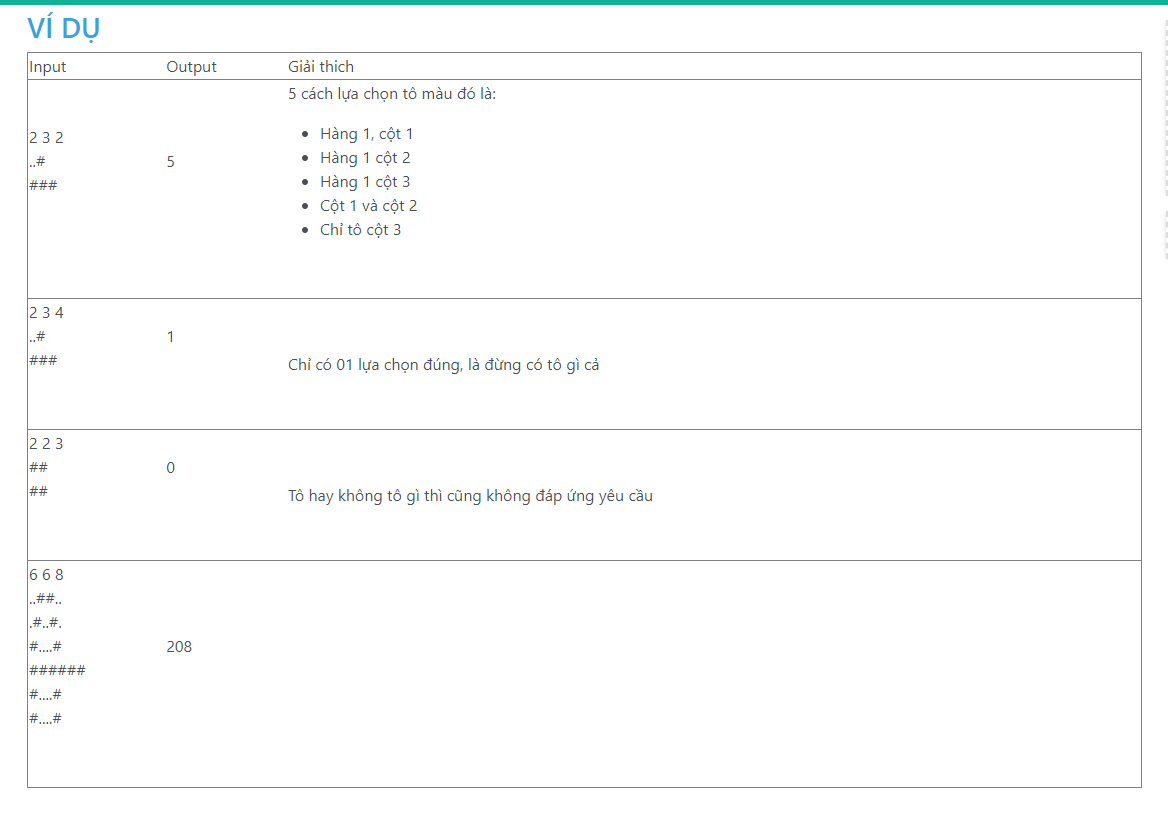 VÍ DỤ
Input Output Giải thích
5 cách lựa chọn tô màu đó là:
2 3 2
..#
###
5
Hàng 1, cột 1
Hàng 1 cột 2
Hàng 1 cột 3
Cột 1 và cột 2
Chỉ tô cột 3
2 3 4
..#
###
1
Chỉ có 01 lựa chọn đúng, là đừng có tô gì cả
2 2 3
##
##
0
Tô hay không tô gì thì cũng không đáp ứng yêu cầu
6 6 8
..##..
.#..#.
#....#
######
#....#
#....#
208